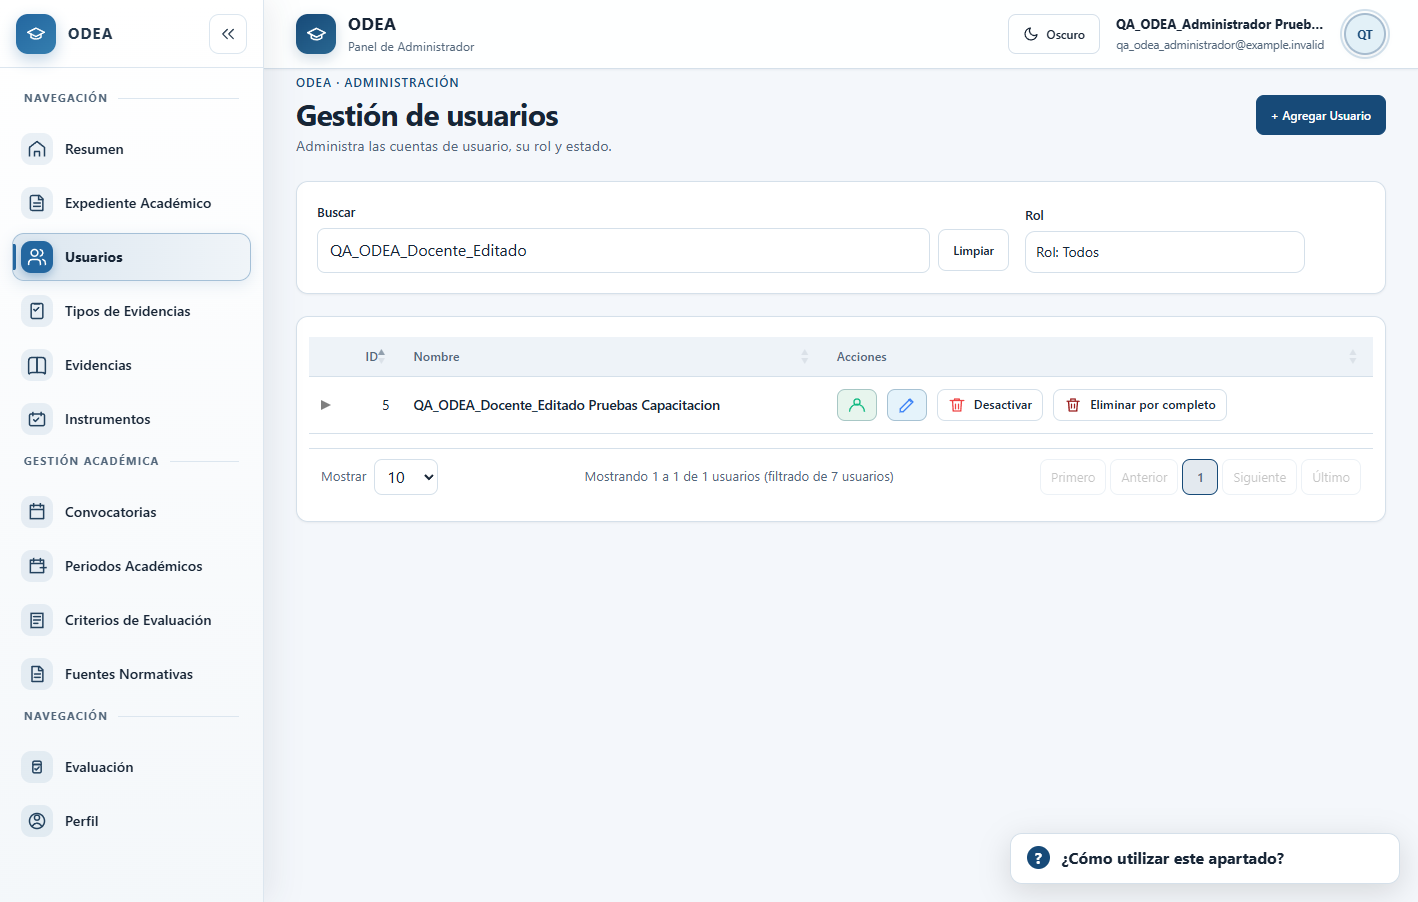 ODEA
NAVEGACIÓN
Resumen
Expediente Académico
Usuarios
Tipos de Evidencias
Evidencias
Instrumentos
GESTIÓN ACADÉMICA
Convocatorias
Periodos Académicos
Criterios de Evaluación
Fuentes Normativas
NAVEGACIÓN
Evaluación
Perfil
ODEA
Panel de Administrador
Oscuro
QA_ODEA_Administrador Prueb...
qa_odea_administrador@example.invalid
QT
ODEA · ADMINISTRACIÓN
Gestión de usuarios
Administra las cuentas de usuario, su rol y estado.
+ Agregar Usuario
Buscar
QA_ODEA_Docente_Editado
Limpiar
Rol
Rol: Todos
ID Nombre Acciones
5 QA_ODEA_Docente_Editado Pruebas Capacitacion Desactivar Eliminar por completo
Mostrar 10 Mostrando 1 a 1 de 1 usuarios (filtrado de 7 usuarios) Primero Anterior 1 Siguiente Último
? ¿Cómo utilizar este apartado?